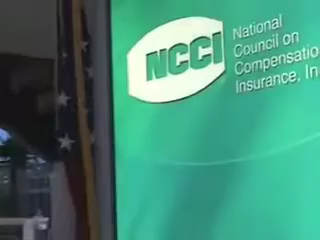 NCCI
National
Council on
Compensatio
Insurance, In